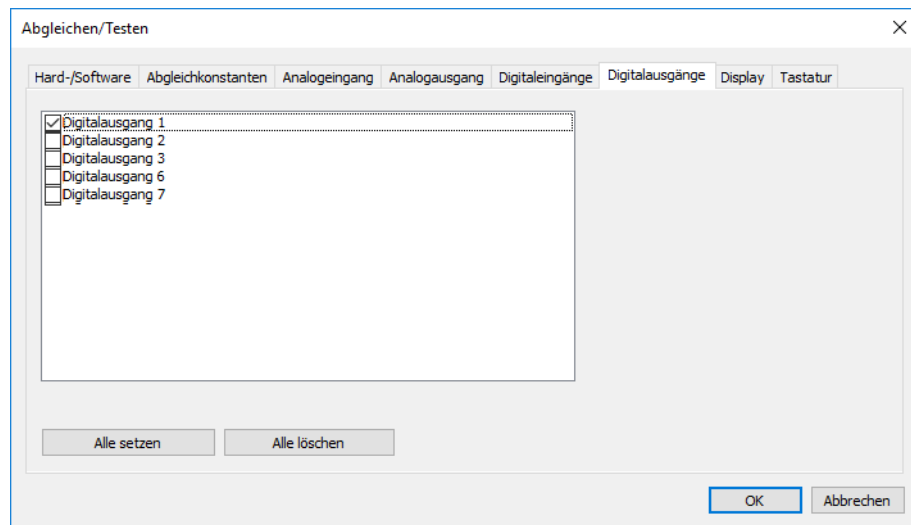 Abgleichen/Testen
Hard-/Software Abgleichkonstanten Analogeingang Analogausgang Digitaleingänge Digitalausgänge Display Tastatur
Digitalausgang 1
Digitalausgang 2
Digitalausgang 3
Digitalausgang 6
Digitalausgang 7
Alle setzen Alle löschen
OK Abbrechen